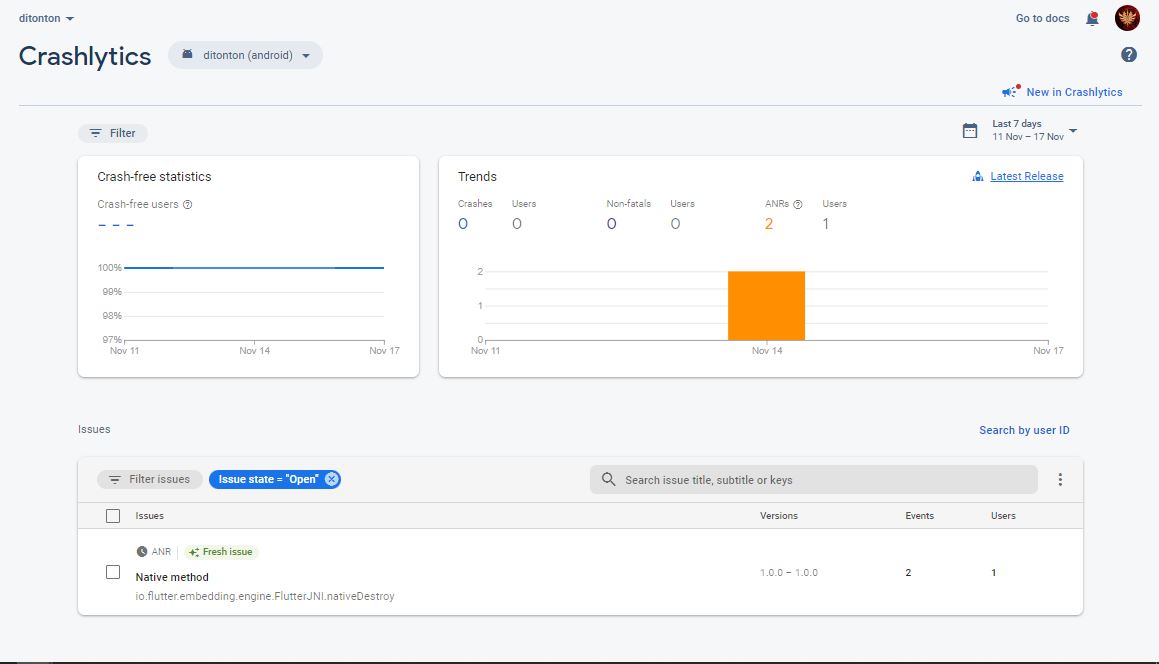 ditonton
Go to docs
Crashlytics
ditonton (android)
New in Crashlytics
Filter
Last 7 days
11 Nov – 17 Nov
Crash-free statistics
Crash-free users
– – –
100%
99%
98%
97%
Nov 11 Nov 14 Nov 17
Trends
Latest Release
Crashes Users Non-fatals Users ANRs Users
0 0 0 0 2 1
2
1
0
Nov 11 Nov 14 Nov 17
Issues
Search by user ID
Filter issues Issue state = "Open" Search issue title, subtitle or keys
Issues Versions Events Users
ANR Fresh issue
Native method
1.0.0 – 1.0.0 2 1
io.flutter.embedding.engine.FlutterJNI.nativeDestroy